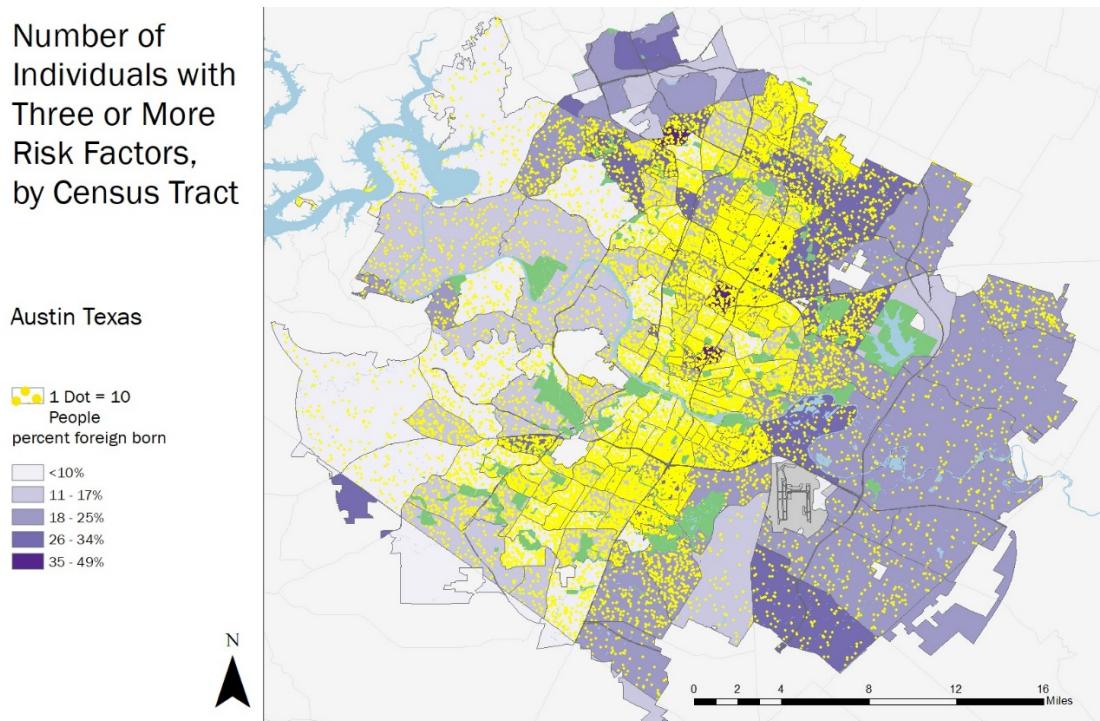 Number of
Individuals with
Three or More
Risk Factors,
by Census Tract
Austin Texas
1 Dot = 10
People
percent foreign born
<10%
11 - 17%
18 - 25%
26 - 34%
35 - 49%
N
0 2 4 8 12 16
Miles